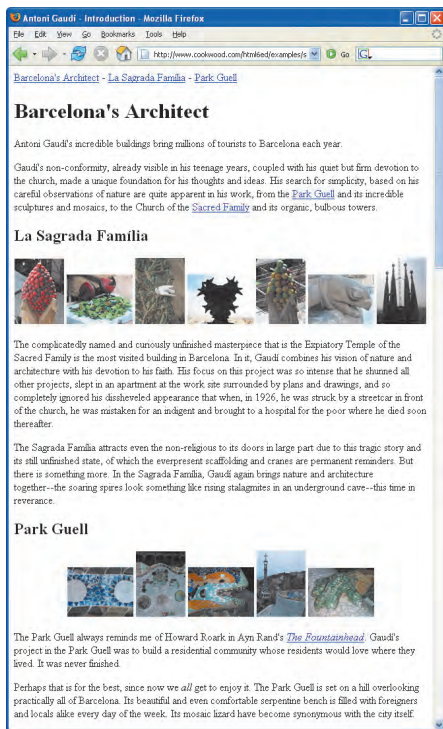 Antoni Gaudí - Introduction - Mozilla Firefox
File Edit View Go Bookmarks Tools Help
http://www.cookwood.com/html6ed/examples/s Go
Barcelona's Architect - La Sagrada Família - Park Guell
Barcelona's Architect
Antoni Gaudí's incredible buildings bring millions of tourists to Barcelona each year.
Gaudí's non-conformity, already visible in his teenage years, coupled with his quiet but firm devotion to
the church, made a unique foundation for his thoughts and ideas. His search for simplicity, based on his
careful observations of nature are quite apparent in his work, from the Park Guell and its incredible
sculptures and mosaics, to the Church of the Sacred Family and its organic, bulbous towers.
La Sagrada Família
The complicatedly named and curiously unfinished masterpiece that is the Expiatory Temple of the
Sacred Family is the most visited building in Barcelona. In it, Gaudí combines his vision of nature and
architecture with his devotion to his faith. His focus on this project was so intense that he shunned all
other projects, slept in an apartment at the work site surrounded by plans and drawings, and so
completely ignored his dissheveled appearance that when, in 1926, he was struck by a streetcar in front
of the church, he was mistaken for an indigent and brought to a hospital for the poor where he died soon
thereafter.
The Sagrada Família attracts even the non-religious to its doors in large part due to this tragic story and
its still unfinished state, of which the everpresent scaffolding and cranes are permanent reminders. But
there is something more. In the Sagrada Família, Gaudí again brings nature and architecture
together--the soaring spires look something like rising stalagmites in an underground cave--this time in
reverance.
Park Guell
The Park Guell always reminds me of Howard Roark in Ayn Rand's The Fountainhead. Gaudí's
project in the Park Guell was to build a residential community whose residents would love where they
lived. It was never finished.
Perhaps that is for the best, since now we all get to enjoy it. The Park Guell is set on a hill overlooking
practically all of Barcelona. Its beautiful and even comfortable serpentine bench is filled with foreigners
and locals alike every day of the week. Its mosaic lizard have become synonymous with the city itself.